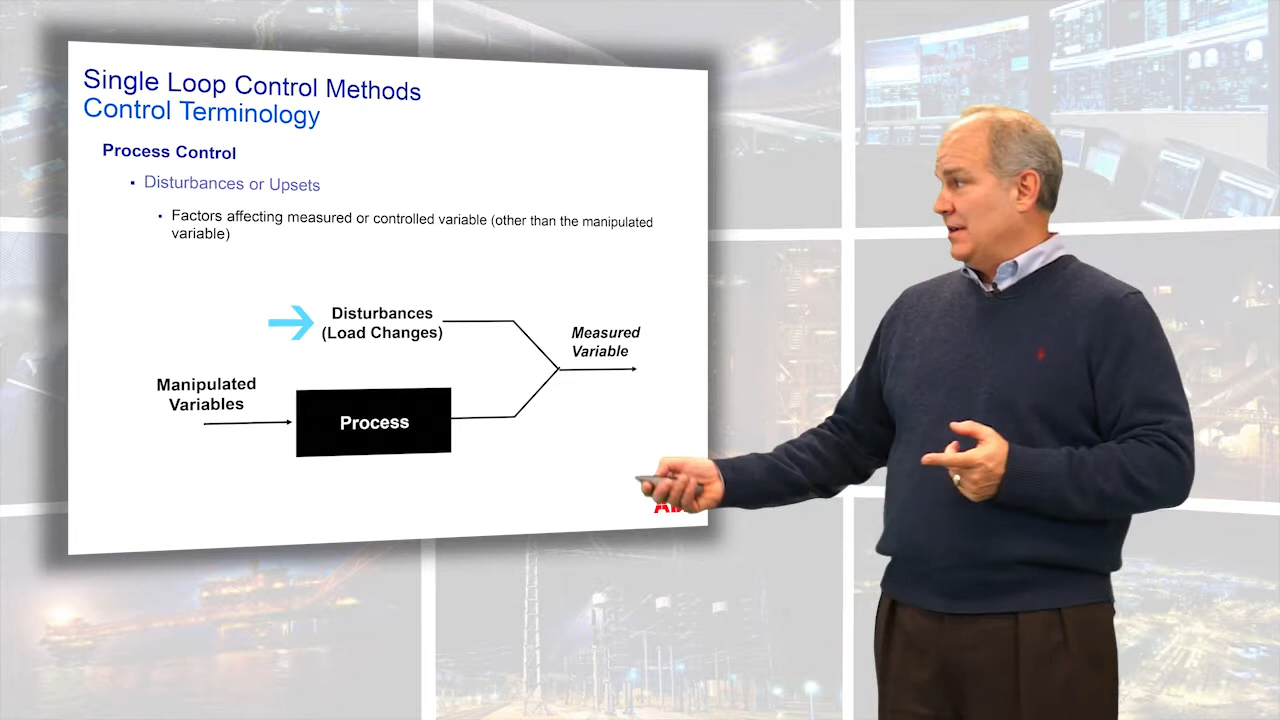 Single Loop Control Methods
Control Terminology
Process Control
▪ Disturbances or Upsets
▪ Factors affecting measured or controlled variable (other than the manipulated
variable)
Disturbances
(Load Changes)
Measured
Variable
Manipulated
Variables
Process